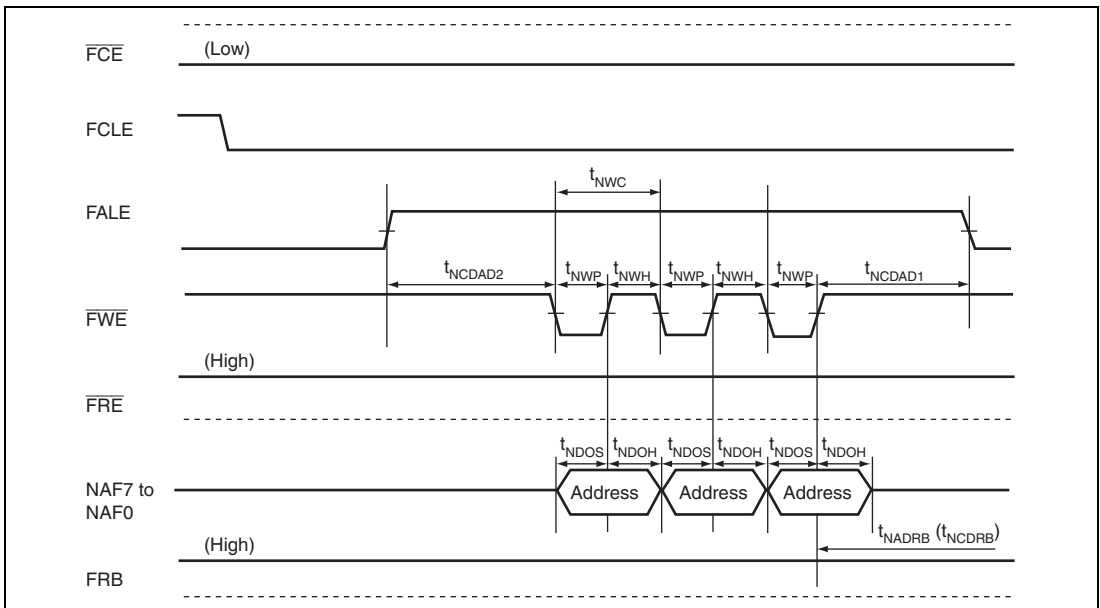 FCE (Low)
FCLE
tNWC
FALE
tNCDAD2 tNWP tNWH tNWP tNWH tNWP tNCDAD1
FWE
(High)
FRE
tNDOS tNDOH tNDOS tNDOH tNDOS tNDOH
NAF7 to
NAF0
Address Address Address
tNADRB (tNCDRB)
(High)
FRB